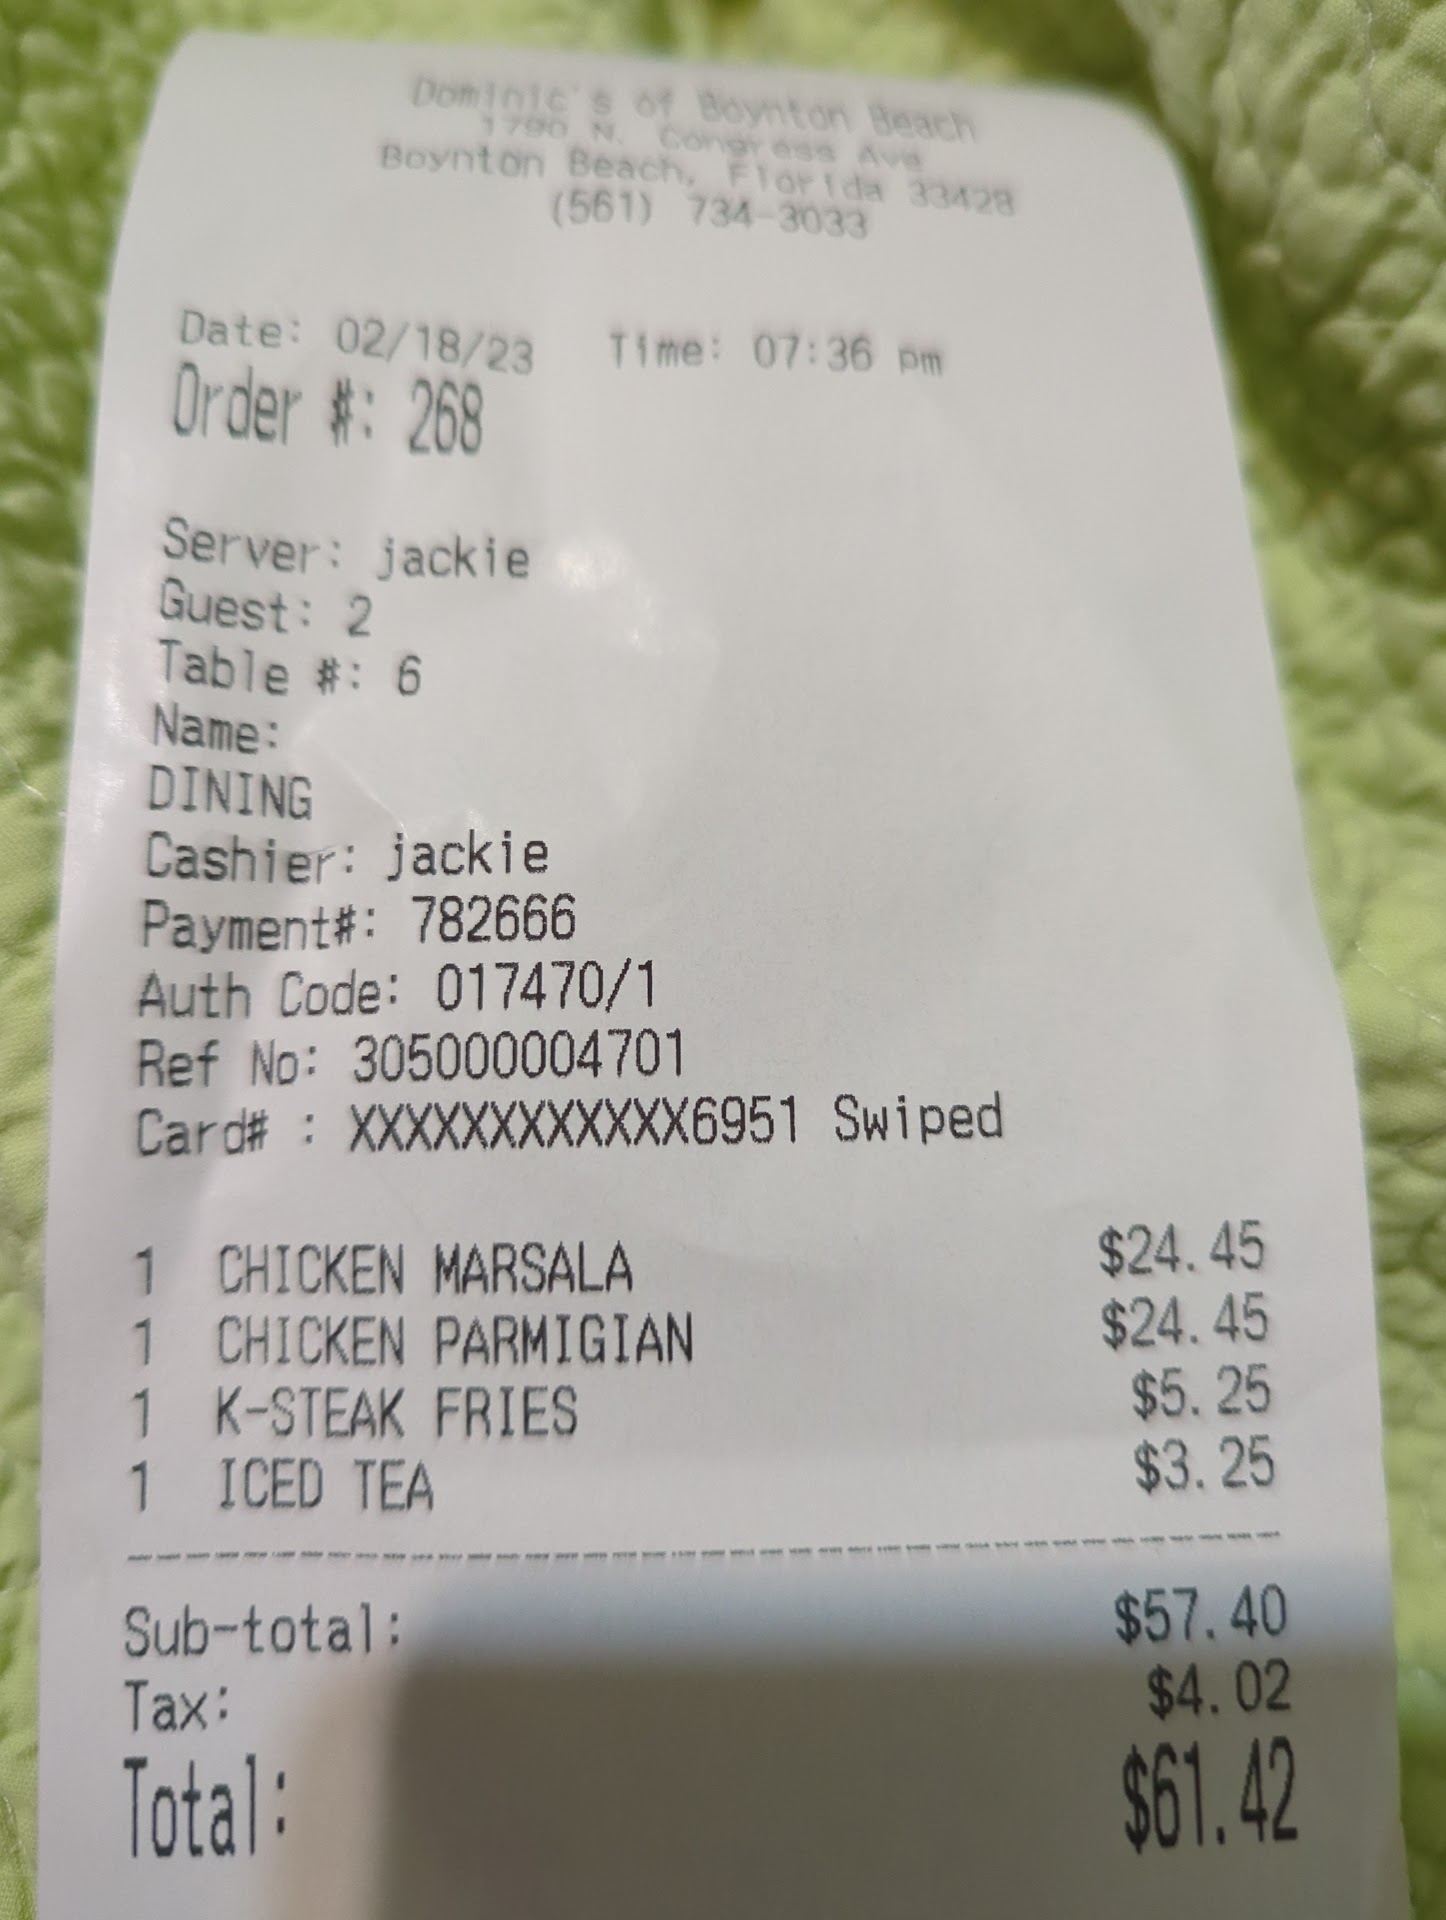 Dominic's of Boynton Beach
1790 N. Congress Ave
Boynton Beach, Florida 33428
(561) 734-3033
Date: 02/18/23 Time: 07:36 pm
Order #: 268
Server: jackie
Guest: 2
Table #: 6
Name:
DINING
Cashier: jackie
Payment#: 782666
Auth Code: 017470/1
Ref No: 305000004701
Card# : XXXXXXXXXXXX6951 Swiped
1 CHICKEN MARSALA $24.45
1 CHICKEN PARMIGIAN $24.45
1 K-STEAK FRIES $5.25
1 ICED TEA $3.25
Sub-total: $57.40
Tax: $4.02
Total: $61.42